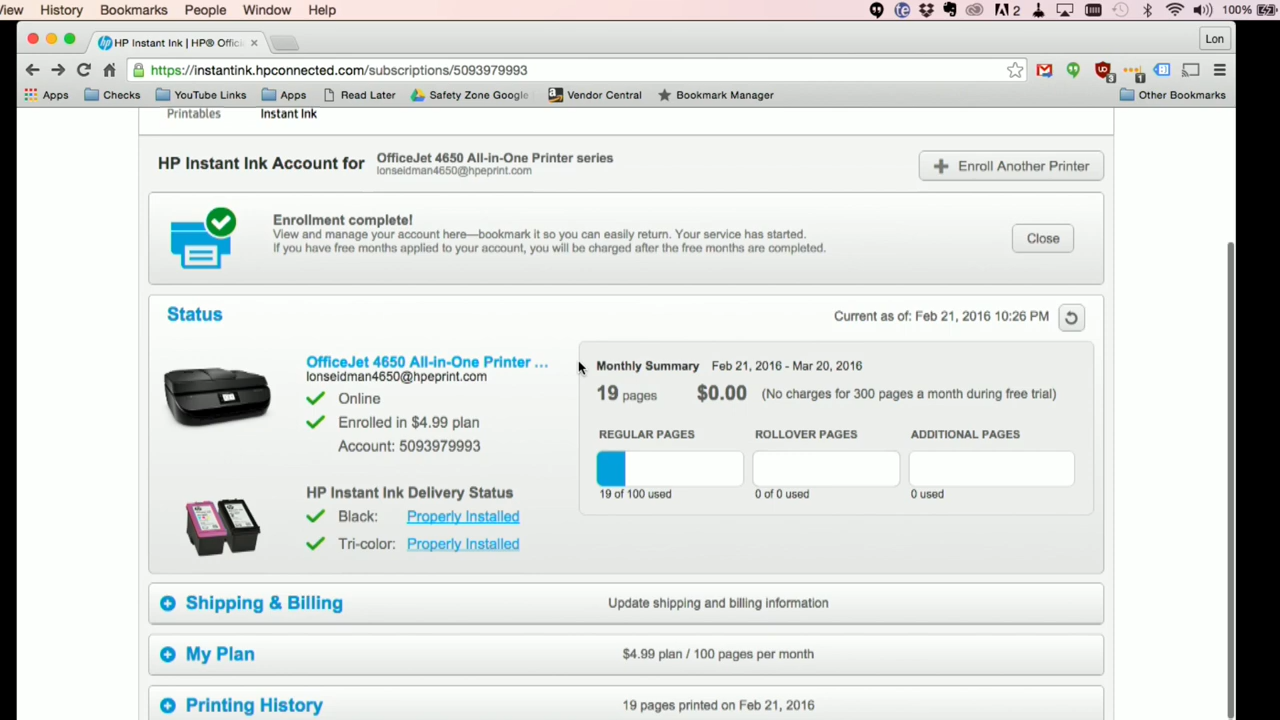 View History Bookmarks People Window Help 2 100%
HP Instant Ink | HP® Offic Lon
https://instantink.hpconnected.com/subscriptions/5093979993
Apps Checks YouTube Links Apps Read Later Safety Zone Google Vendor Central Bookmark Manager Other Bookmarks
Printables Instant Ink
HP Instant Ink Account for OfficeJet 4650 All-in-One Printer series
lonseidman4650@hpeprint.com
Enroll Another Printer
Enrollment complete!
View and manage your account here—bookmark it so you can easily return. Your service has started.
If you have free months applied to your account, you will be charged after the free months are completed.
Close
Status
Current as of: Feb 21, 2016 10:26 PM
OfficeJet 4650 All-in-One Printer ...
lonseidman4650@hpeprint.com
Online
Enrolled in $4.99 plan
Account: 5093979993
HP Instant Ink Delivery Status
Black: Properly Installed
Tri-color: Properly Installed
Monthly Summary Feb 21, 2016 - Mar 20, 2016
19 pages $0.00 (No charges for 300 pages a month during free trial)
REGULAR PAGES ROLLOVER PAGES ADDITIONAL PAGES
19 of 100 used 0 of 0 used 0 used
Shipping & Billing Update shipping and billing information
My Plan $4.99 plan / 100 pages per month
Printing History 19 pages printed on Feb 21, 2016